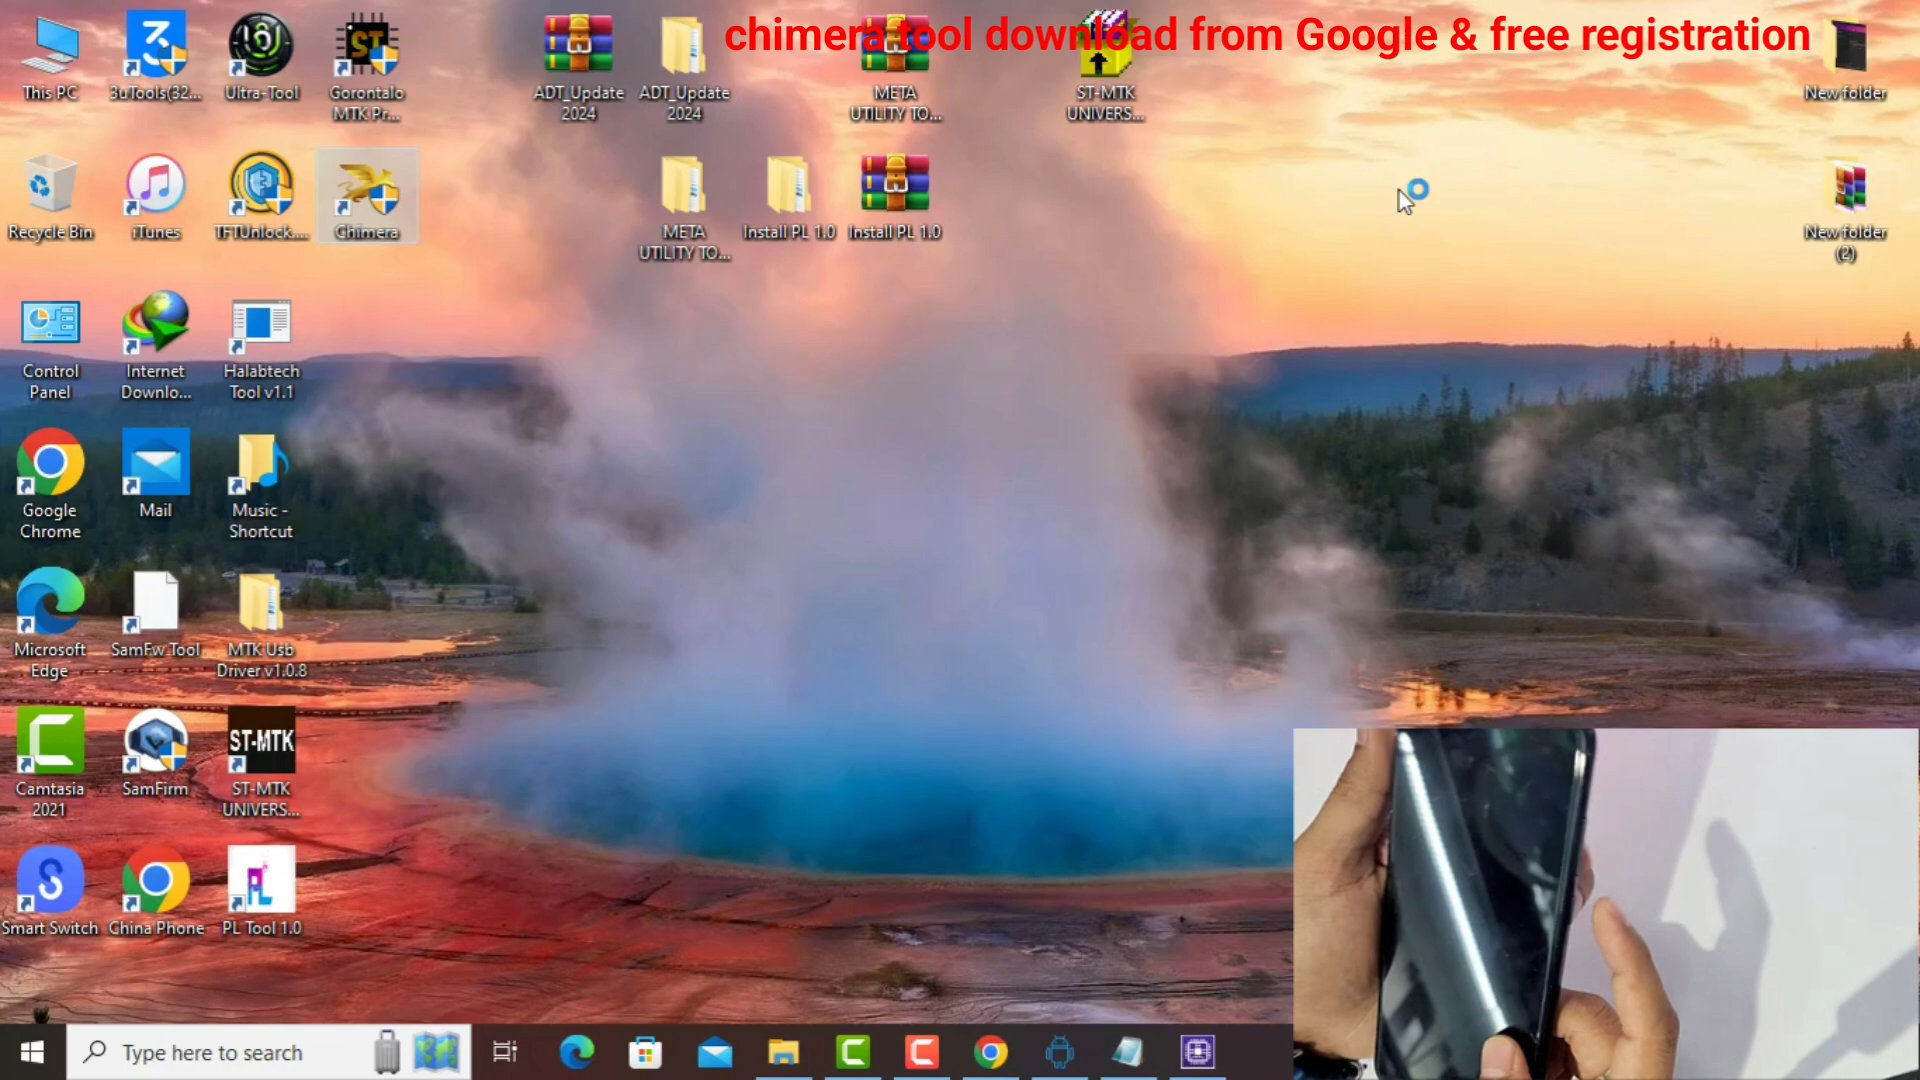 chimera tool download from Google & free registration
This PC
3uTools(32...
Ultra-Tool
Gorontalo
MTK Pr...
ADT_Update
2024
ADT_Update
2024
META
UTILITY TO...
ST-MTK
UNIVERS...
New folder
Recycle Bin
iTunes
TFTUnlock....
Chimera
META
UTILITY TO...
Install PL 1.0
Install PL 1.0
New folder
(2)
Control
Panel
Internet
Downlo...
Halabtech
Tool v1.1
Google
Chrome
Mail
Music -
Shortcut
Microsoft
Edge
SamFw Tool
MTK Usb
Driver v1.0.8
Camtasia
2021
SamFirm
ST-MTK
ST-MTK
UNIVERS...
Smart Switch
China Phone
PL Tool 1.0
Type here to search